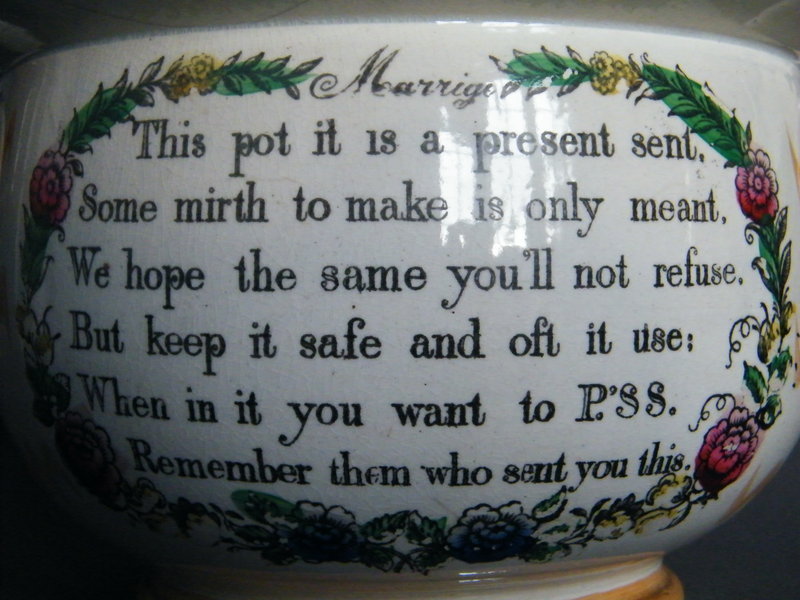 Marrige
This pot it is a present sent.
Some mirth to make is only meant,
We hope the same you'll not refuse.
But keep it safe and oft it use:
When in it you want to P.'SS.
Remember them who sent you this.